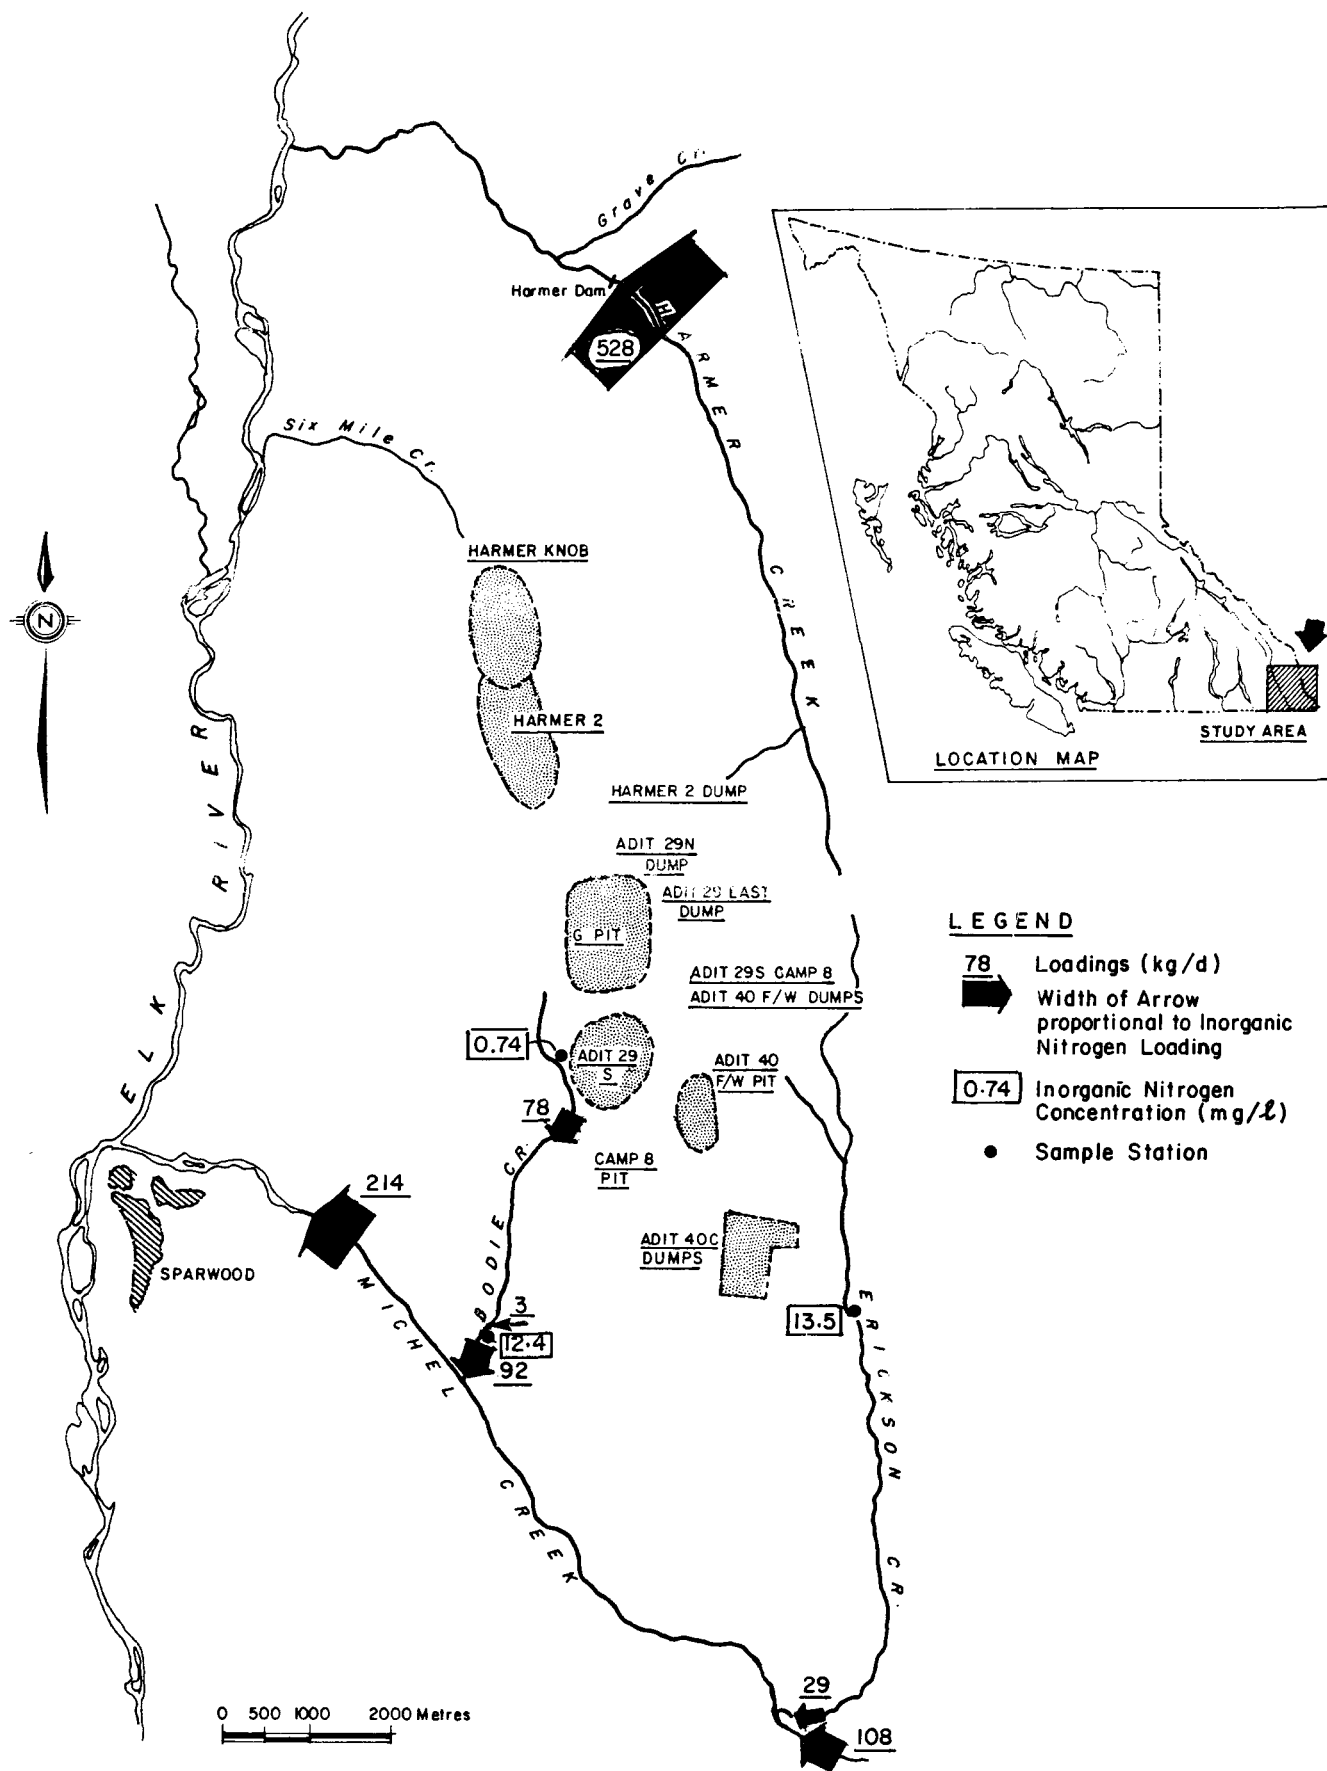 Grave Cr.
Harmer Dam
528
HARMER CREEK
Six Mile Cr.
HARMER KNOB
HARMER 2
N
ELK RIVER
HARMER 2 DUMP
LOCATION MAP
STUDY AREA
ADIT 29N
DUMP
ADIT 29 EAST
DUMP
G PIT
ADIT 29S CAMP 8
ADIT 40 F/W DUMPS
0.74
ADIT 29
S
ADIT 40
F/W PIT
78
CAMP 8
PIT
BODIE CR.
214
SPARWOOD
ADIT 40C
DUMPS
MICHEL CREEK
3
12.4
92
13.5
ERICKSON CR.
29
108
0 500 1000 2000 Metres
LEGEND
78 Loadings (kg/d)
Width of Arrow
proportional to Inorganic
Nitrogen Loading
0.74 Inorganic Nitrogen
Concentration (mg/ℓ)
Sample Station